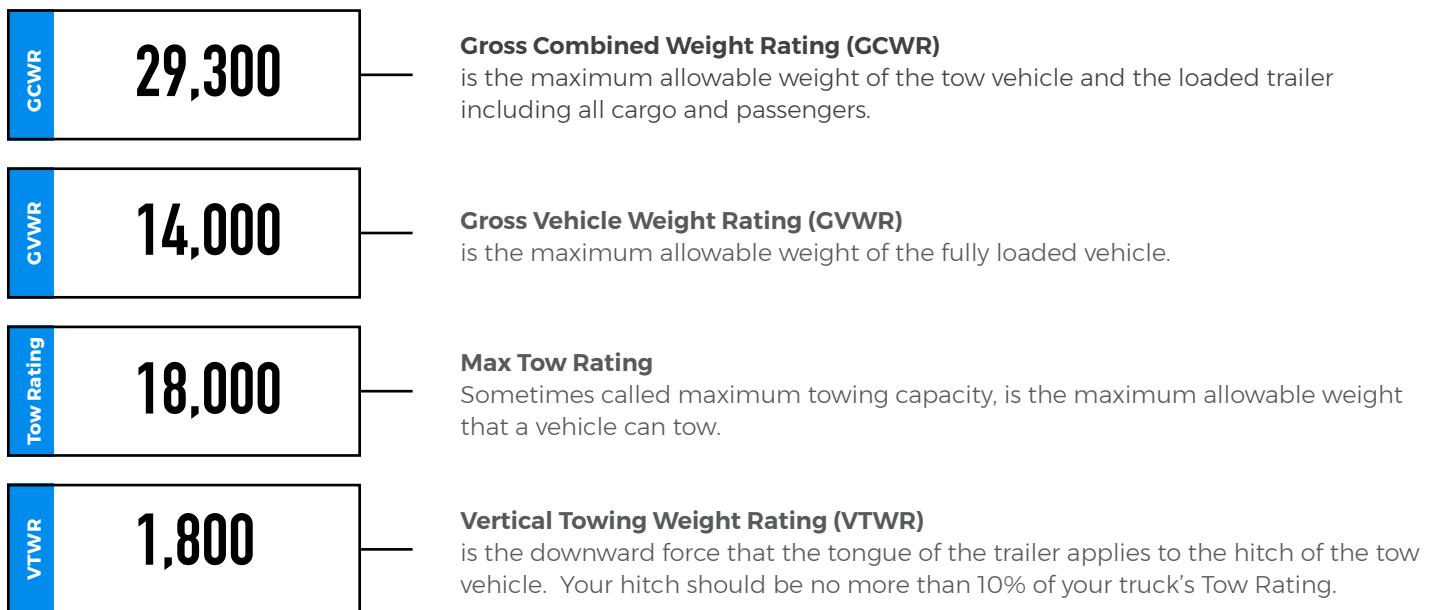 GCWR
29,300
Gross Combined Weight Rating (GCWR)
is the maximum allowable weight of the tow vehicle and the loaded trailer
including all cargo and passengers.
GVWR
14,000
Gross Vehicle Weight Rating (GVWR)
is the maximum allowable weight of the fully loaded vehicle.
Tow Rating
18,000
Max Tow Rating
Sometimes called maximum towing capacity, is the maximum allowable weight
that a vehicle can tow.
VTWR
1,800
Vertical Towing Weight Rating (VTWR)
is the downward force that the tongue of the trailer applies to the hitch of the tow
vehicle.  Your hitch should be no more than 10% of your truck's Tow Rating.